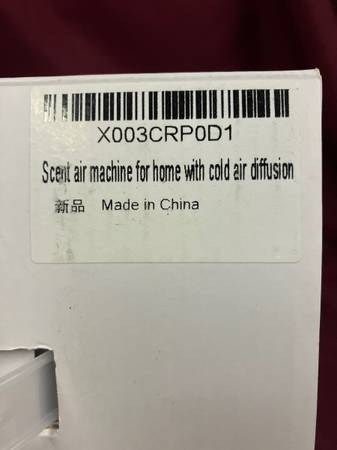 X003CRP0D1
Scent air machine for home with cold air diffusion
新品 Made in China